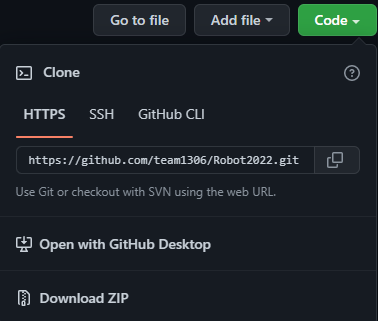 Go to file Add file Code
Clone
HTTPS SSH GitHub CLI
https://github.com/team1306/Robot2022.git
Use Git or checkout with SVN using the web URL.
Open with GitHub Desktop
Download ZIP